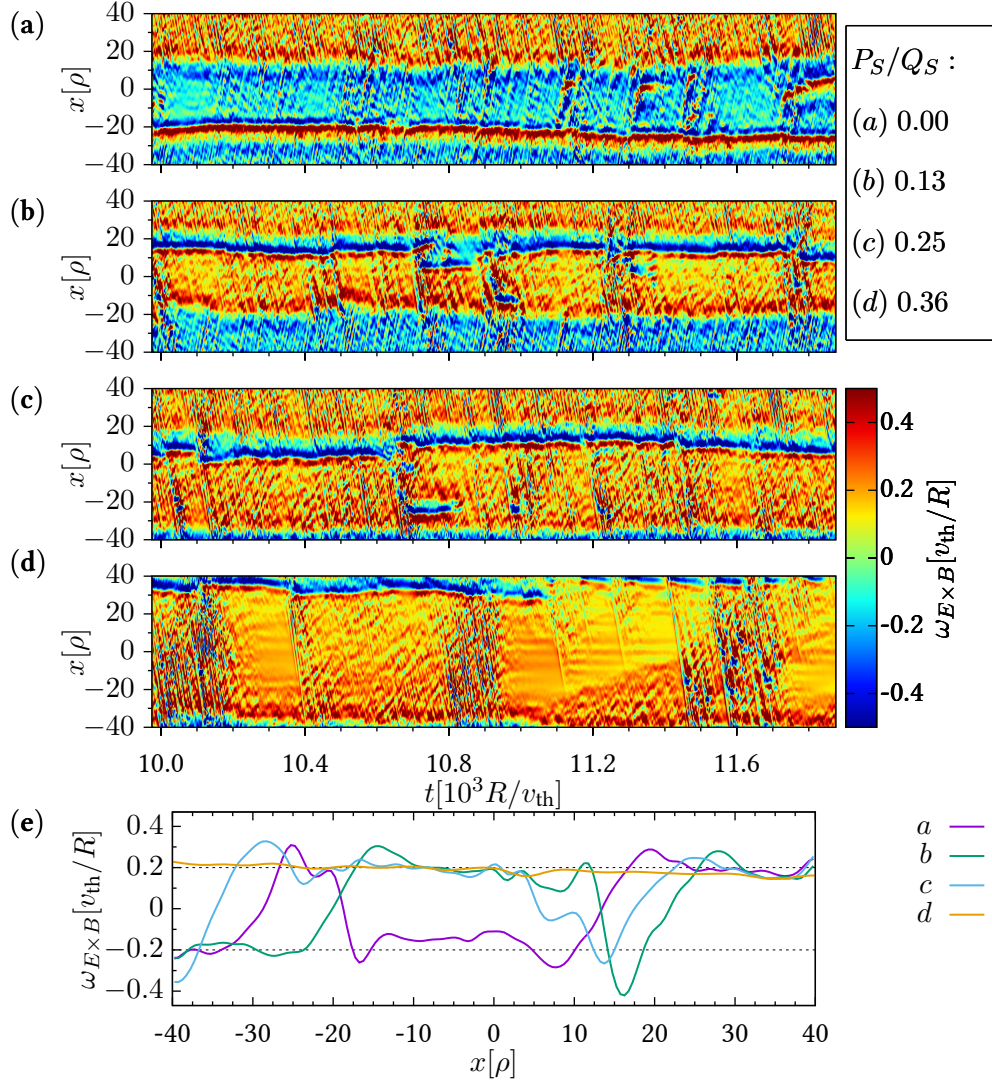 (a)
40
20
0
−20
−40
x[ρ]
P_S/Q_S :
(a) 0.00
(b) 0.13
(c) 0.25
(d) 0.36
(b)
40
20
0
−20
−40
x[ρ]
(c)
40
20
0
−20
−40
x[ρ]
0.4
0.2
0
-0.2
-0.4
ω_{E×B}[v_th/R]
(d)
40
20
0
−20
−40
x[ρ]
10.0 10.4 10.8 11.2 11.6
t[10³R/v_th]
(e)
0.4
0.2
0
−0.2
−0.4
ω_{E×B}[v_th/R]
-40 -30 -20 -10 0 10 20 30 40
x[ρ]
a
b
c
d